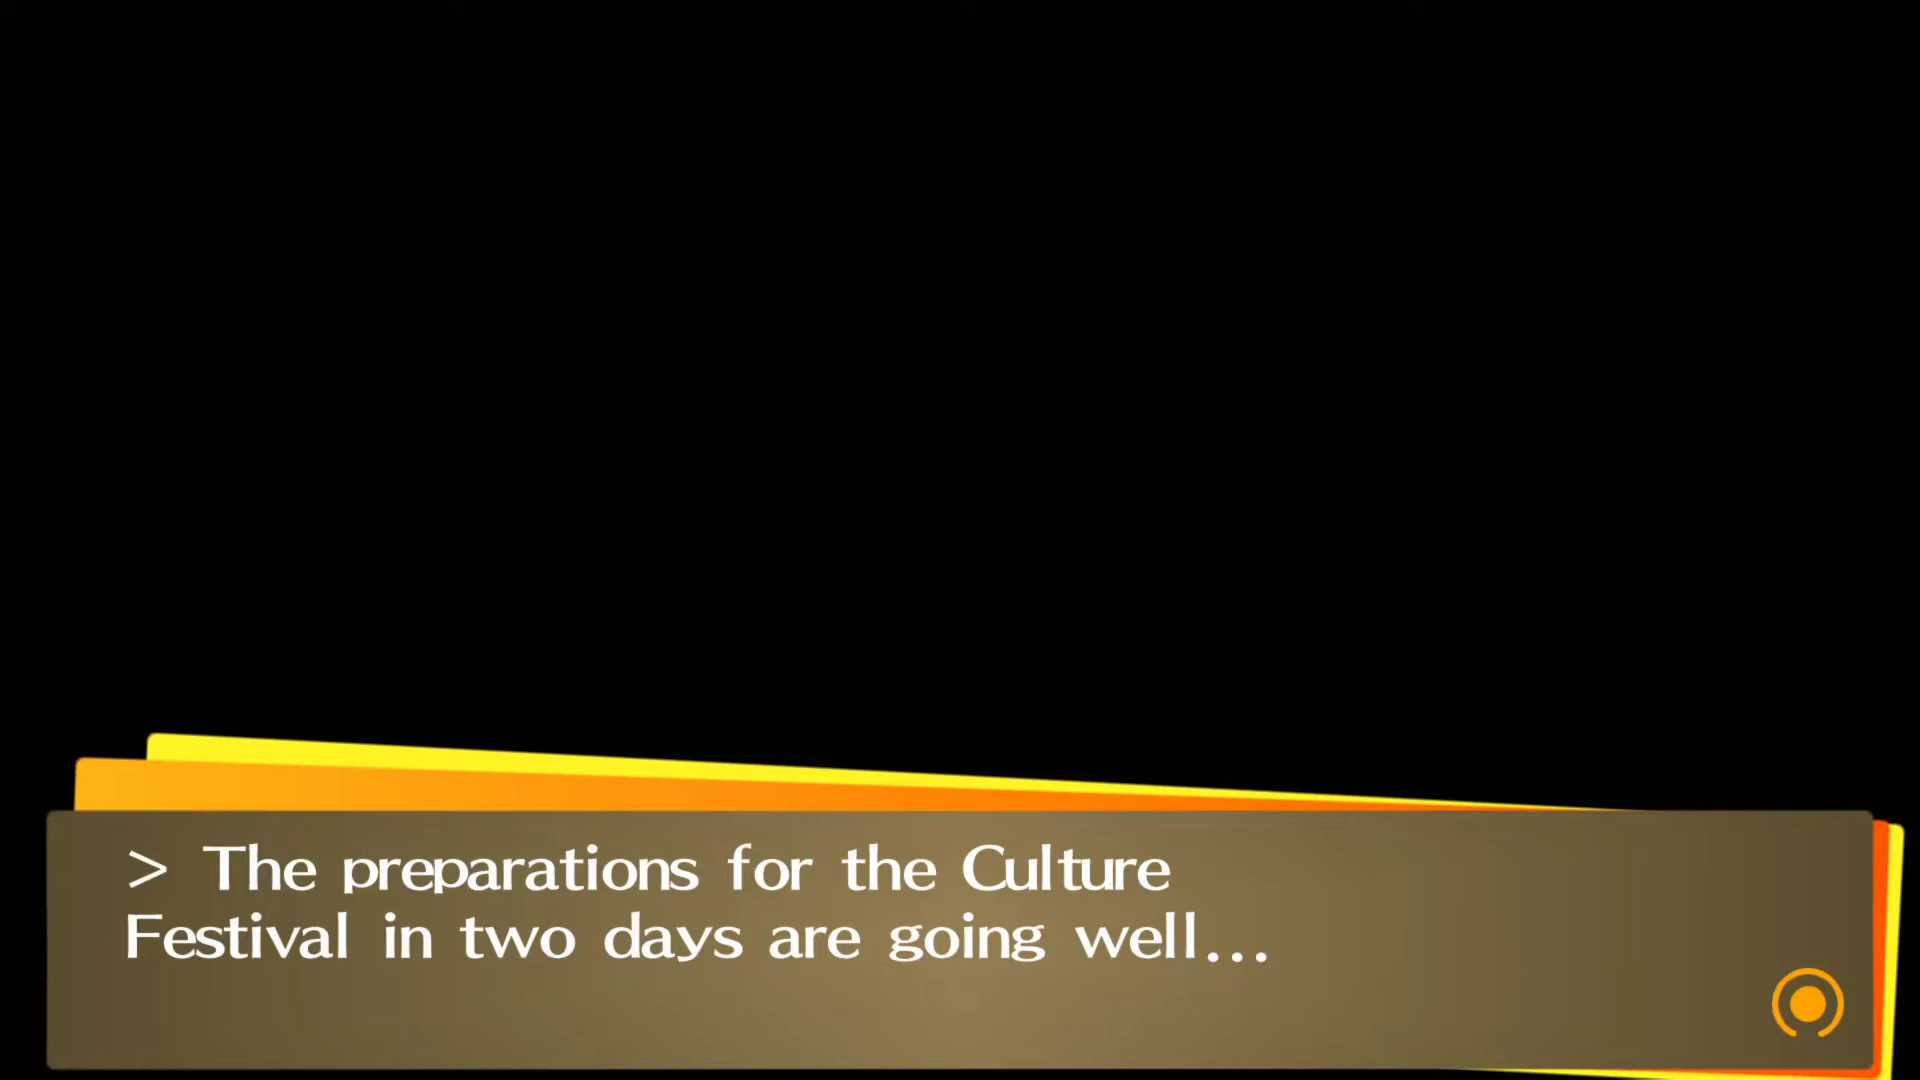 > The preparations for the Culture
Festival in two days are going well...